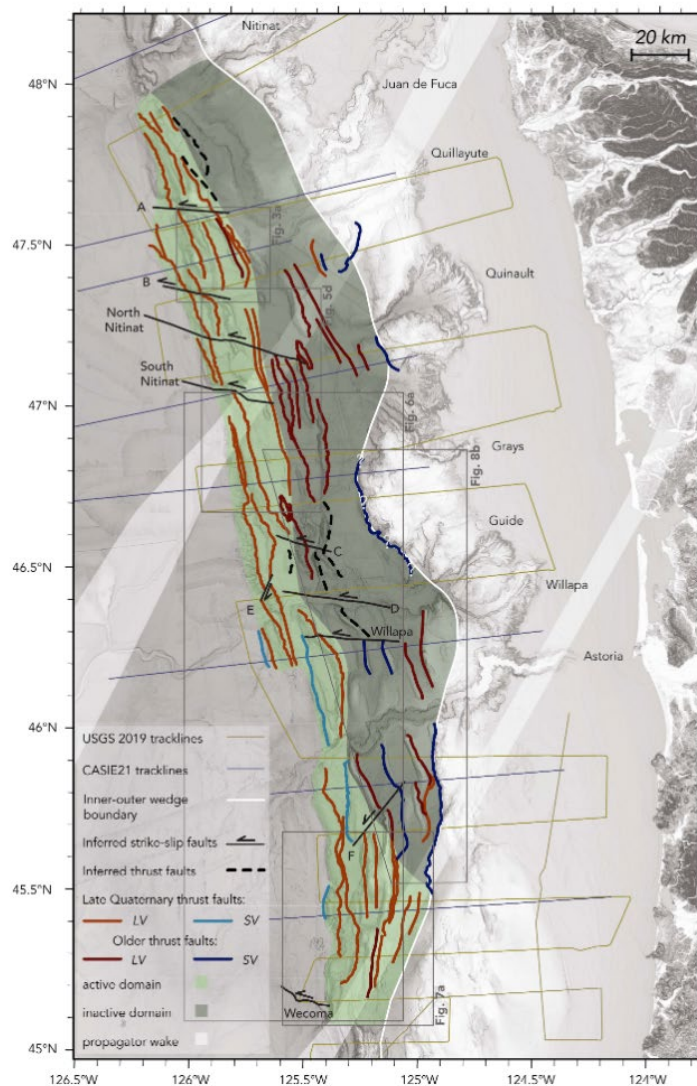 Nitinat
20 km
48°N
Juan de Fuca
Quillayute
A
Fig. 3a
47.5°N
Quinault
B
Fig. 5d
North
Nitinat
South
Nitinat
47°N
Fig. 6a
Grays
Fig. 8b
Guide
C
46.5°N
Willapa
D
E
Willapa
Astoria
46°N
USGS 2019 tracklines
CASIE21 tracklines
Inner-outer wedge
boundary
Inferred strike-slip faults
F
Inferred thrust faults
45.5°N
Late Quaternary thrust faults:
LV SV
Older thrust faults:
LV SV
active domain
inactive domain
Wecoma
Fig. 7a
propagator wake
45°N
126.5°W 126°W 125.5°W 125°W 124.5°W 124°W